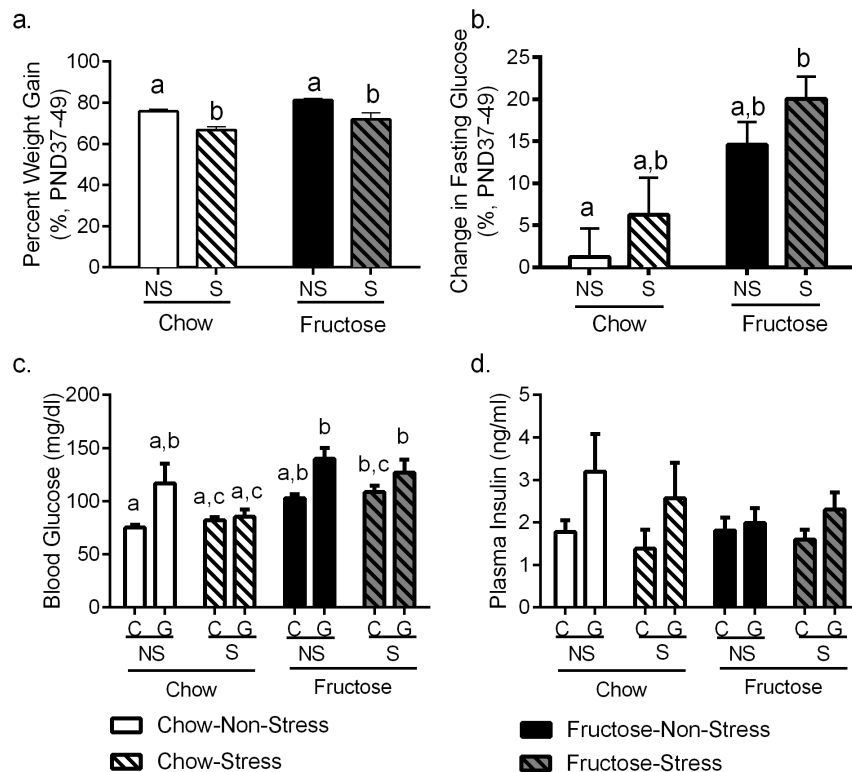 a.
Percent Weight Gain
(%, PND37-49)
100
80
60
40
20
0
a
b
a
b
NS S NS S
Chow Fructose
b.
Change in Fasting Glucose
(%, PND37-49)
25
20
15
10
5
0
a
a,b
a,b
b
NS S NS S
Chow Fructose
c.
Blood Glucose (mg/dl)
200
150
100
50
0
a
a,b
a,c
a,c
a,b
b
b,c
b
C G C G C G C G
NS S NS S
Chow Fructose
d.
Plasma Insulin (ng/ml)
5
4
3
2
1
0
C G C G C G C G
NS S NS S
Chow Fructose
Chow-Non-Stress
Chow-Stress
Fructose-Non-Stress
Fructose-Stress